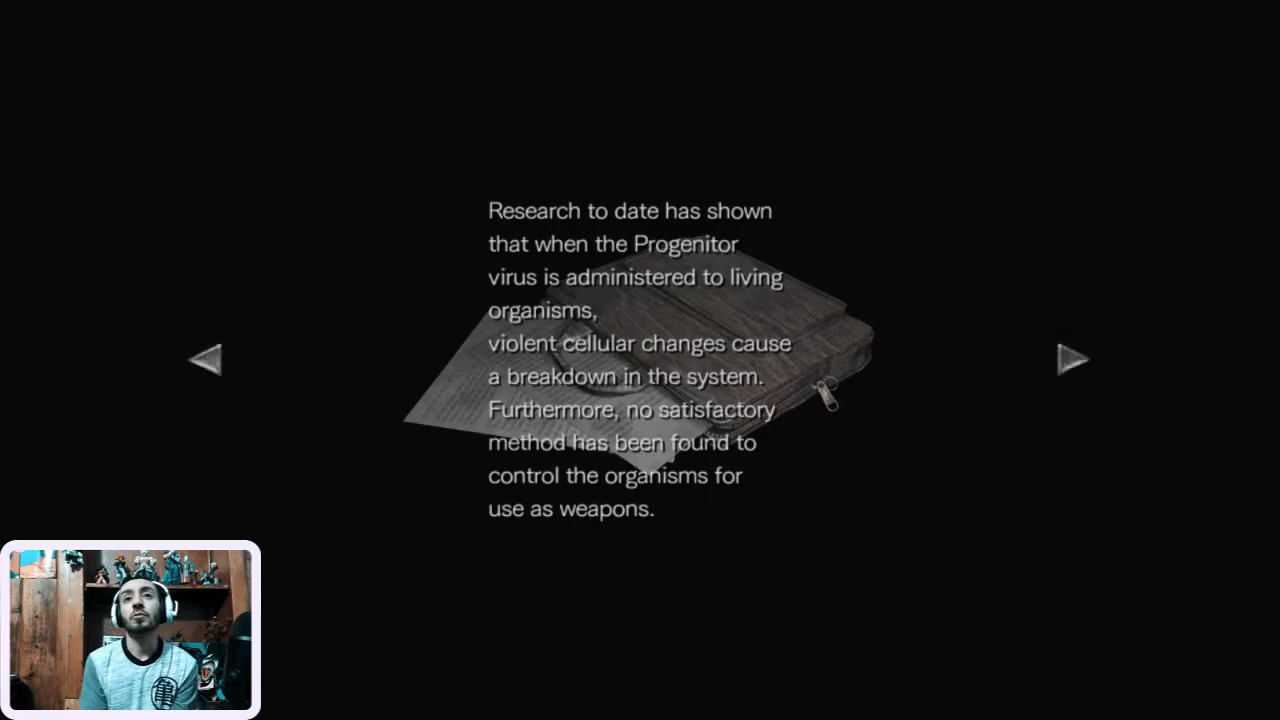 Research to date has shown
that when the Progenitor
virus is administered to living
organisms,
violent cellular changes cause
a breakdown in the system.
Furthermore, no satisfactory
method has been found to
control the organisms for
use as weapons.
亀